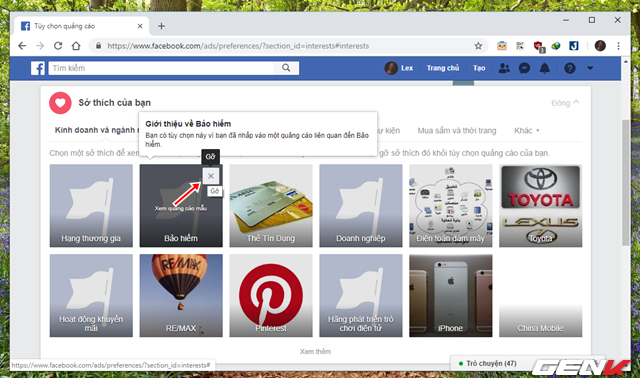 Tùy chọn quảng cáo
https://www.facebook.com/ads/preferences/?section_id=interests#interests
Tìm kiếm
Lex
Trang chủ
Tạo
Sở thích của bạn
Đóng
Giới thiệu về Bảo hiểm
Bạn có tùy chọn này vì bạn đã nhấp vào một quảng cáo liên quan đến Bảo
hiểm.
Kinh doanh và ngành
sự kiện
Mua sắm và thời trang
Khác
Chọn một sở thích để xem
gỡ sở thích đó khỏi tùy chọn quảng cáo của bạn.
Gỡ
Gỡ
Xem quảng cáo mẫu
Hạng thương gia
Bảo hiểm
Thẻ Tín Dụng
Doanh nghiệp
Điện toán đám mây
TOYOTA
LEXUS
Toyota
Hoạt động khuyến
mãi
RE/MAX
RE/MAX
Pinterest
Hãng phát triển trò
chơi điện tử
iPhone
China Mobile
Xem thêm
https://www.facebook.com/ads/preferences/?section_id=interests#
Trò chuyện (47)
GENK